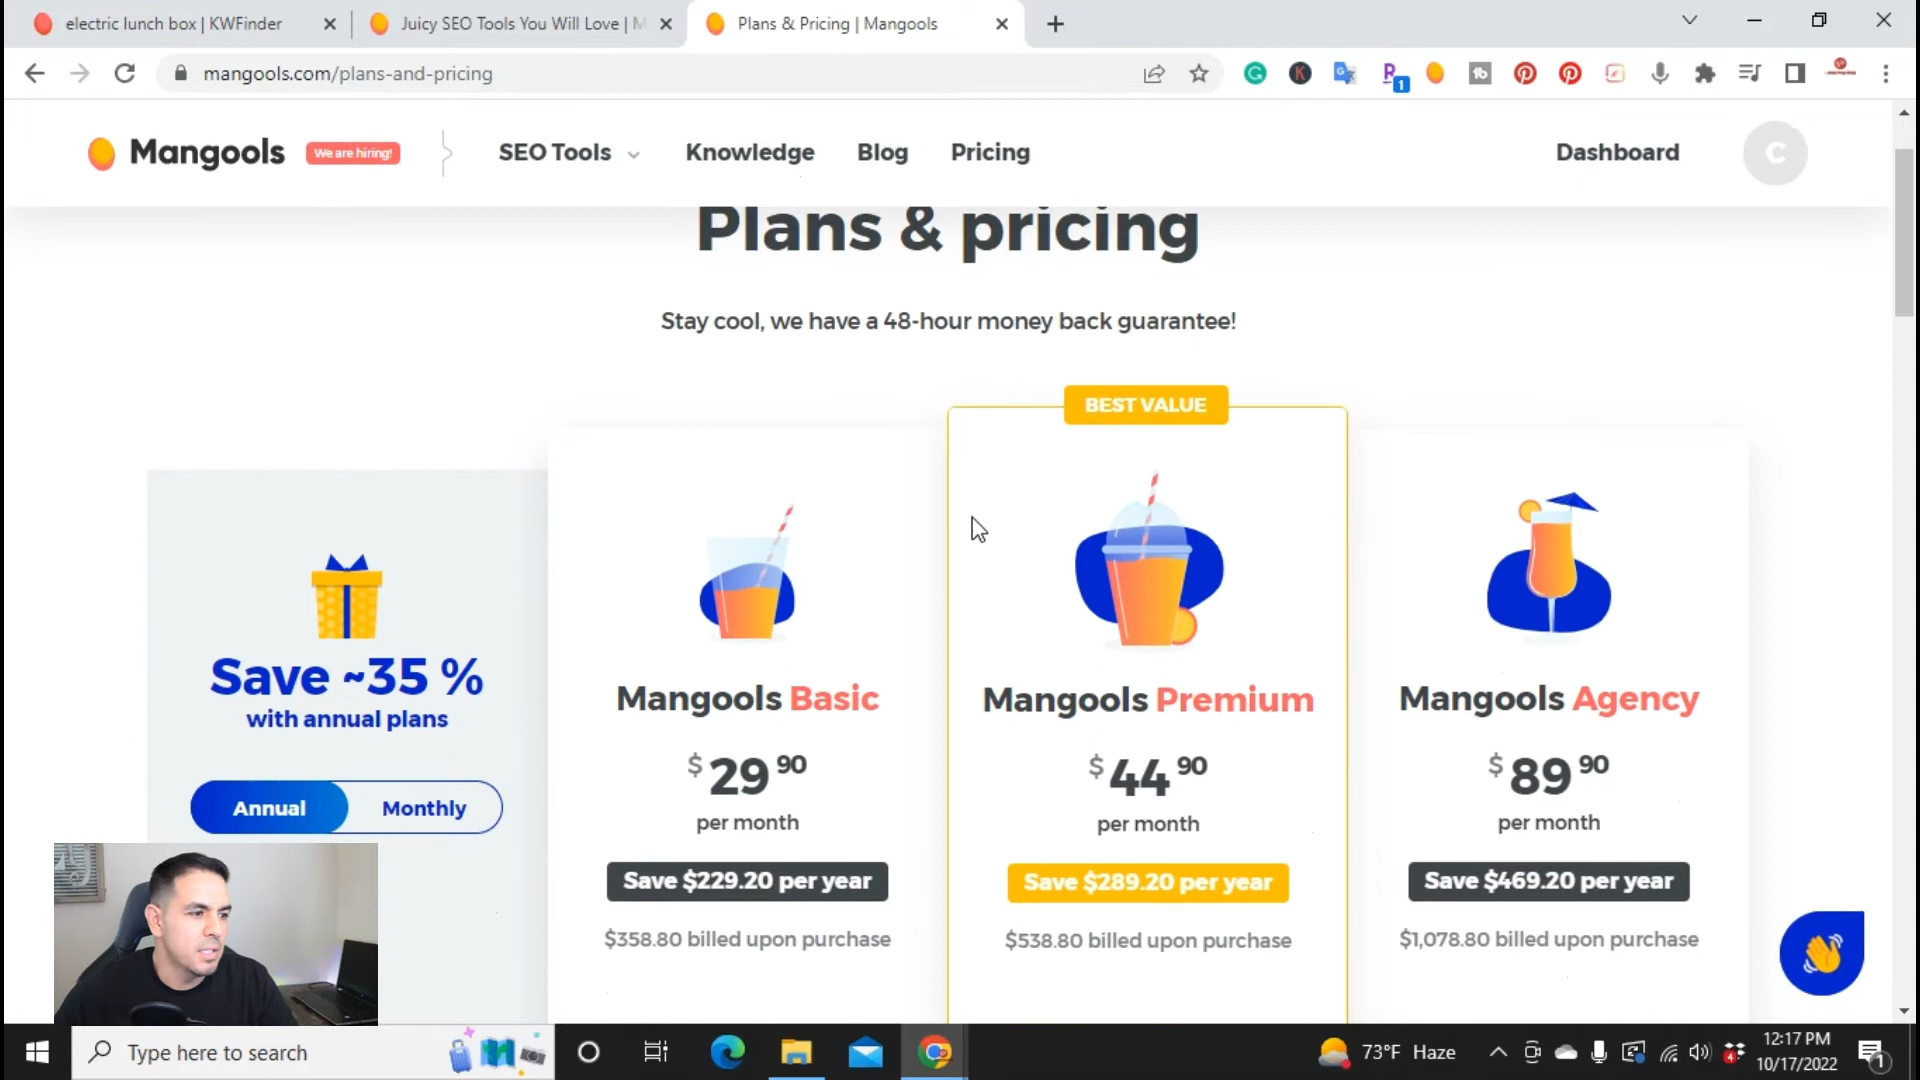 electric lunch box | KWFinder
Juicy SEO Tools You Will Love | M
Plans & Pricing | Mangools
mangools.com/plans-and-pricing
1
Mangools
We are hiring!
SEO Tools
Knowledge
Blog
Pricing
Dashboard
C
Plans & pricing
Stay cool, we have a 48-hour money back guarantee!
BEST VALUE
Save ~35 %
with annual plans
Annual
Monthly
Mangools Basic
$ 29 90
per month
Save $229.20 per year
$358.80 billed upon purchase
Mangools Premium
$ 44 90
per month
Save $289.20 per year
$538.80 billed upon purchase
Mangools Agency
$ 89 90
per month
Save $469.20 per year
$1,078.80 billed upon purchase
Type here to search
73°F Haze
4
12:17 PM
10/17/2022
1